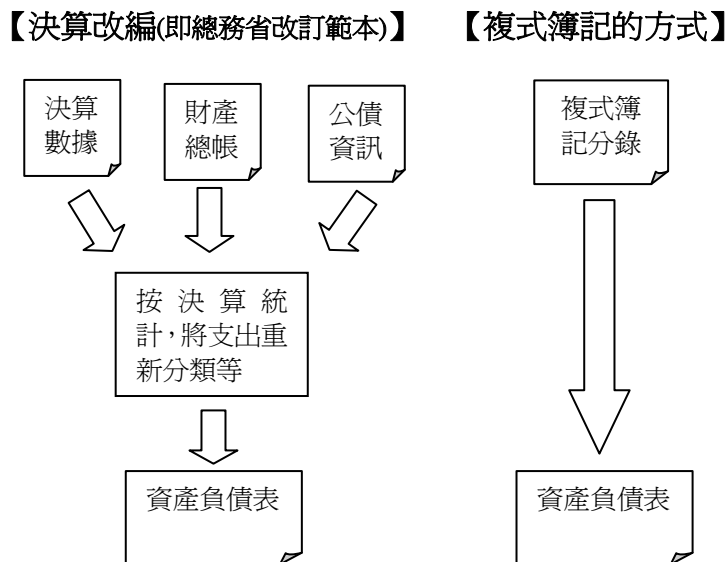 【決算改編(即總務省改訂範本)】
【複式簿記的方式】
決算
數據
財產
總帳
公債
資訊
複式簿
記分錄
按決算統
計,將支出重
新分類等
資產負債表
資產負債表